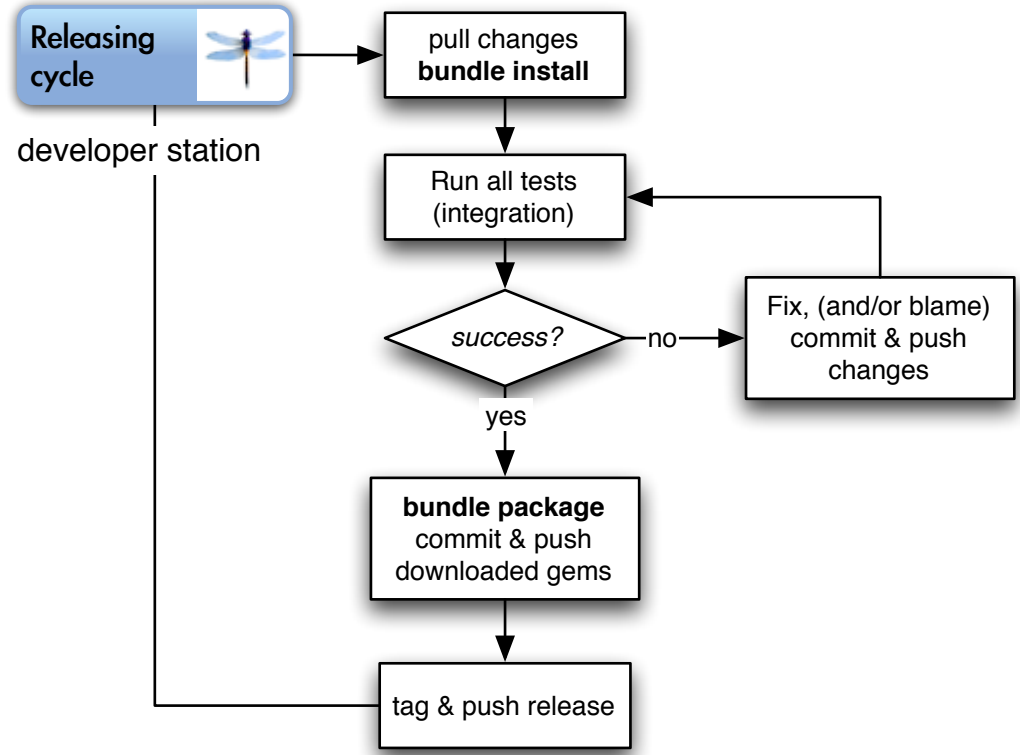 Releasing
cycle
developer station
pull changes
bundle install
Run all tests
(integration)
success?
no
Fix, (and/or blame)
commit & push
changes
yes
bundle package
commit & push
downloaded gems
tag & push release